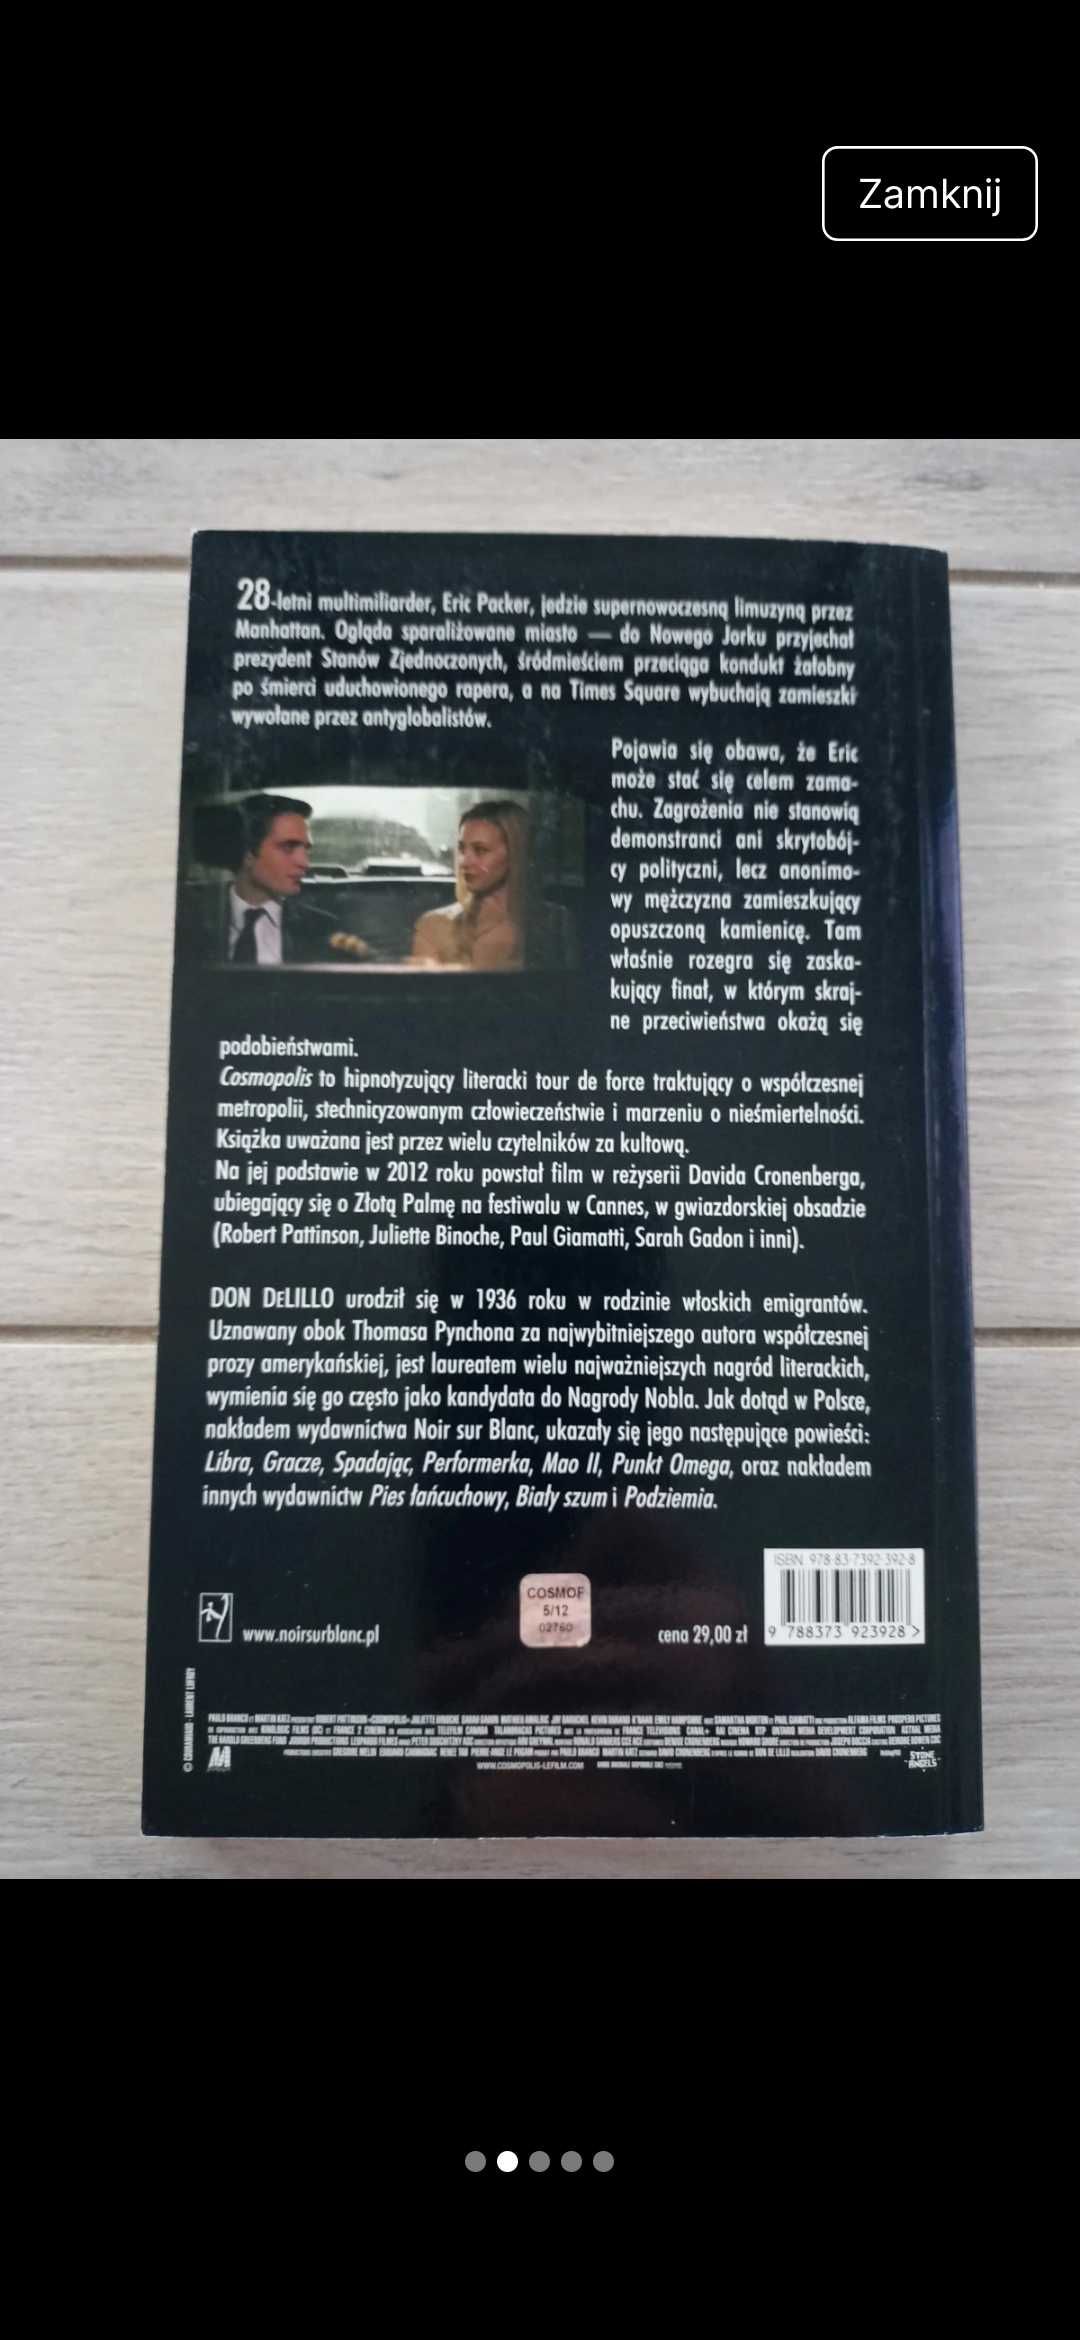 Zamknij
28-letni multimiliarder, Eric Packer, jedzie supernowoczesną limuzyną przez
Manhattan. Ogląda sparaliżowane miasto — do Nowego Jorku przyjechał
prezydent Stanów Zjednoczonych, śródmieściem przeciąga kondukt żałobny
po śmierci uduchowionego rapera, a na Times Square wybuchają zamieszki
wywołane przez antyglobalistów.
Pojawia się obawa, że Eric
może stać się celem zama-
chu. Zagrożenia nie stanowią
demonstranci ani skrytobój-
cy polityczni, lecz anonimo-
wy mężczyzna zamieszkujący
opuszczoną kamienicę. Tam
właśnie rozegra się zaska-
kujący finał, w którym skraj-
ne przeciwieństwa okażą się
podobieństwami.
Cosmopolis to hipnotyzujący literacki tour de force traktujący o współczesnej
metropolii, stechnicyzowanym człowieczeństwie i marzeniu o nieśmiertelności.
Książka uważana jest przez wielu czytelników za kultową.
Na jej podstawie w 2012 roku powstał film w reżyserii Davida Cronenberga,
ubiegający się o Złotą Palmę na festiwalu w Cannes, w gwiazdorskiej obsadzie
(Robert Pattinson, Juliette Binoche, Paul Giamatti, Sarah Gadon i inni).
DON DELILLO urodził się w 1936 roku w rodzinie włoskich emigrantów.
Uznawany obok Thomasa Pynchona za najwybitniejszego autora współczesnej
prozy amerykańskiej, jest laureatem wielu najważniejszych nagród literackich,
wymienia się go często jako kandydata do Nagrody Nobla. Jak dotąd w Polsce,
nakładem wydawnictwa Noir sur Blanc, ukazały się jego następujące powieści:
Libra, Gracze, Spadając, Performerka, Mao II, Punkt Omega, oraz nakładem
innych wydawnictw Pies łańcuchowy, Biały szum i Podziemia.
ISBN 978-83-7392-392-8
COSMOF
5/12
02760
www.noirsurblanc.pl
cena 29,00 zł
9 788373 923928 >
WWW.COSMOPOLIS-LEFILM.COM
STONE
ANGELS